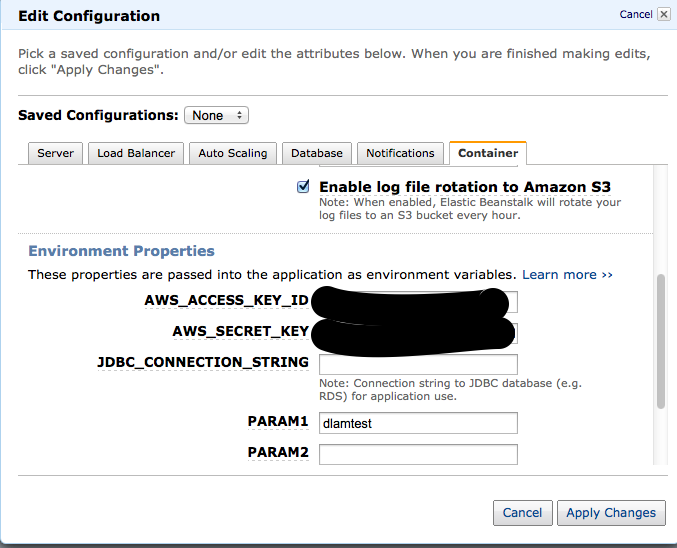 Edit Configuration
Cancel
Pick a saved configuration and/or edit the attributes below. When you are finished making edits,
click "Apply Changes".
Saved Configurations: None
Server Load Balancer Auto Scaling Database Notifications Container
Enable log file rotation to Amazon S3
Note: When enabled, Elastic Beanstalk will rotate your
log files to an S3 bucket every hour.
Environment Properties
These properties are passed into the application as environment variables. Learn more ››
AWS_ACCESS_KEY_ID
AWS_SECRET_KEY
JDBC_CONNECTION_STRING
Note: Connection string to JDBC database (e.g.
RDS) for application use.
PARAM1 dlamtest
PARAM2
Cancel Apply Changes